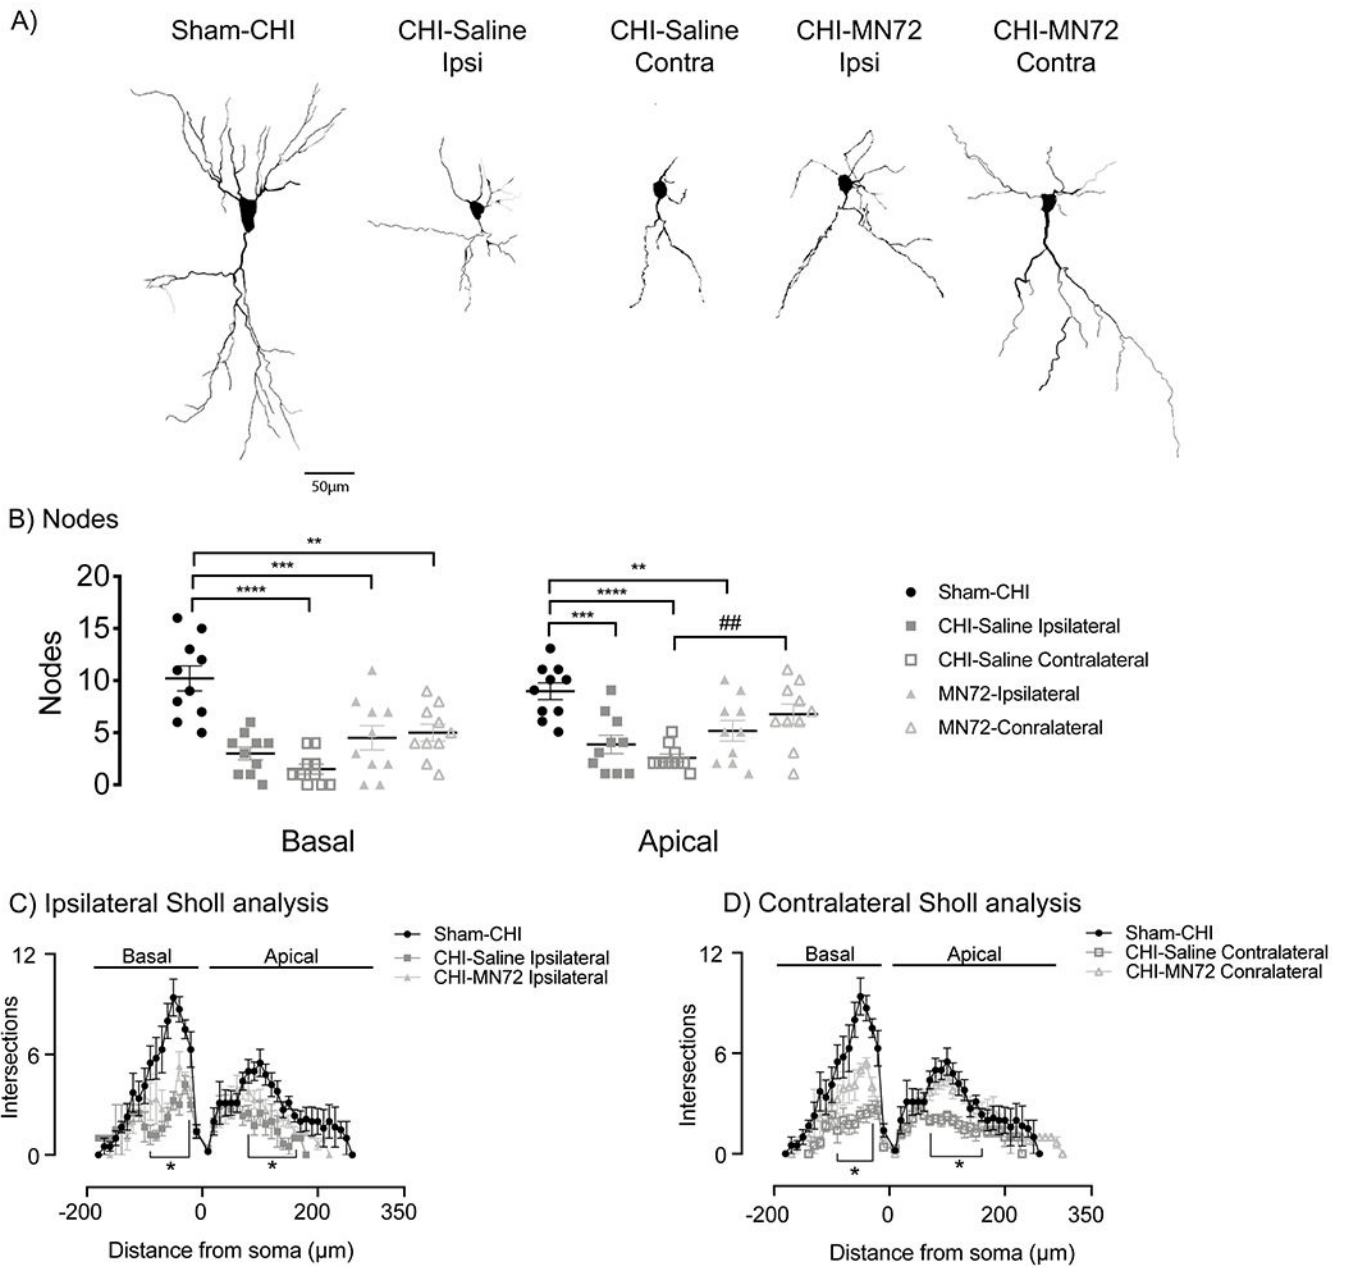 A)
Sham-CHI
CHI-Saline
Ipsi
CHI-Saline
Contra
CHI-MN72
Ipsi
CHI-MN72
Contra
50µm
B) Nodes
**
***
****
**
****
***
##
20
15
10
5
0
Nodes
Basal
Apical
Sham-CHI
CHI-Saline Ipsilateral
CHI-Saline Contralateral
MN72-Ipsilateral
MN72-Conralateral
C) Ipsilateral Sholl analysis
Sham-CHI
CHI-Saline Ipsilateral
CHI-MN72 Ipsilateral
Basal
Apical
12
6
0
Intersections
*
*
-200
0
200
350
Distance from soma (µm)
D) Contralateral Sholl analysis
Sham-CHI
CHI-Saline Contralateral
CHI-MN72 Conralateral
Basal
Apical
12
6
0
Intersections
*
*
-200
0
200
350
Distance from soma (µm)